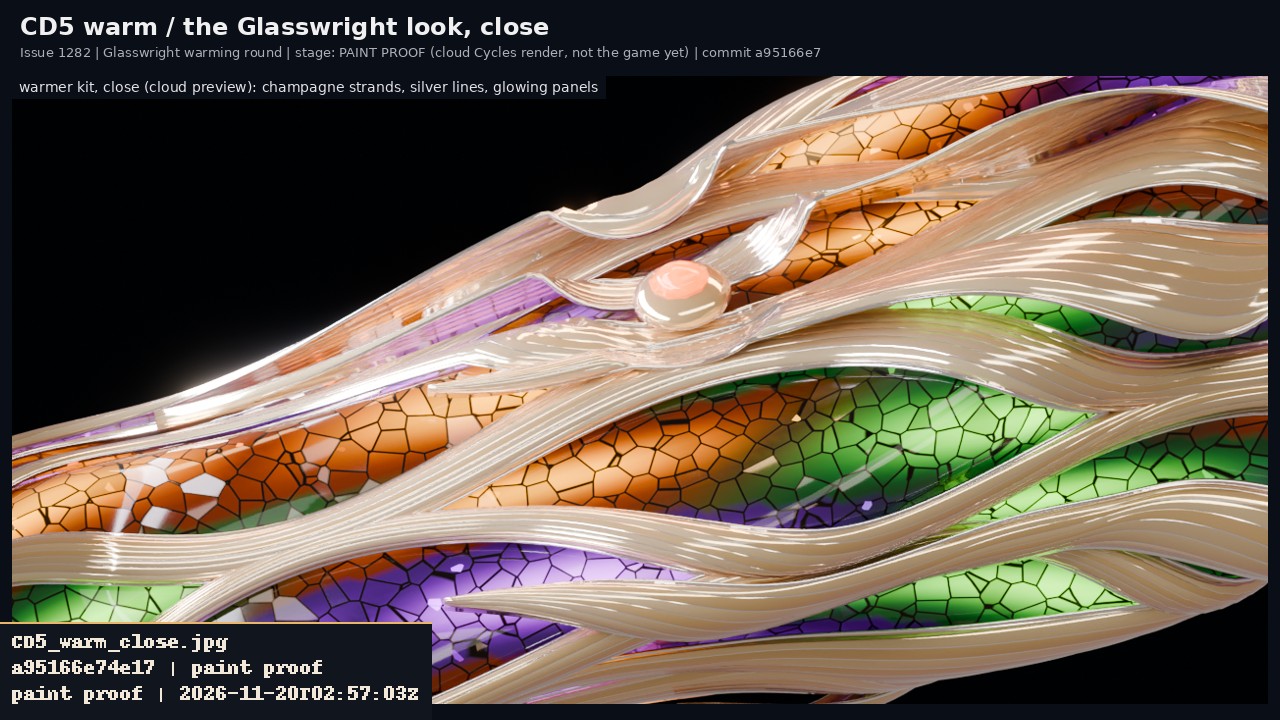 CD5 warm / the Glasswright look, close
Issue 1282 | Glasswright warming round | stage: PAINT PROOF (cloud Cycles render, not the game yet) | commit a95166e7
warmer kit, close (cloud preview): champagne strands, silver lines, glowing panels
CD5_warm_close.jpg
a95166e74e17 | paint proof
paint proof | 2026-11-20T02:57:03Z